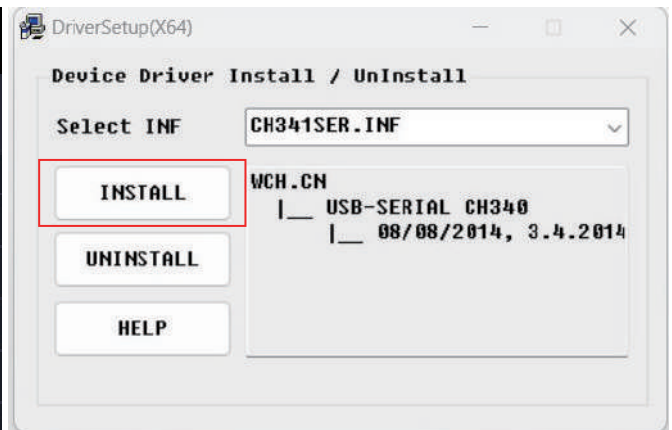 DriverSetup(X64)
Device Driver Install / UnInstall
Select INF
CH341SER.INF
INSTALL
UNINSTALL
HELP
WCH.CN
|__ USB-SERIAL CH340
|__ 08/08/2014, 3.4.2014